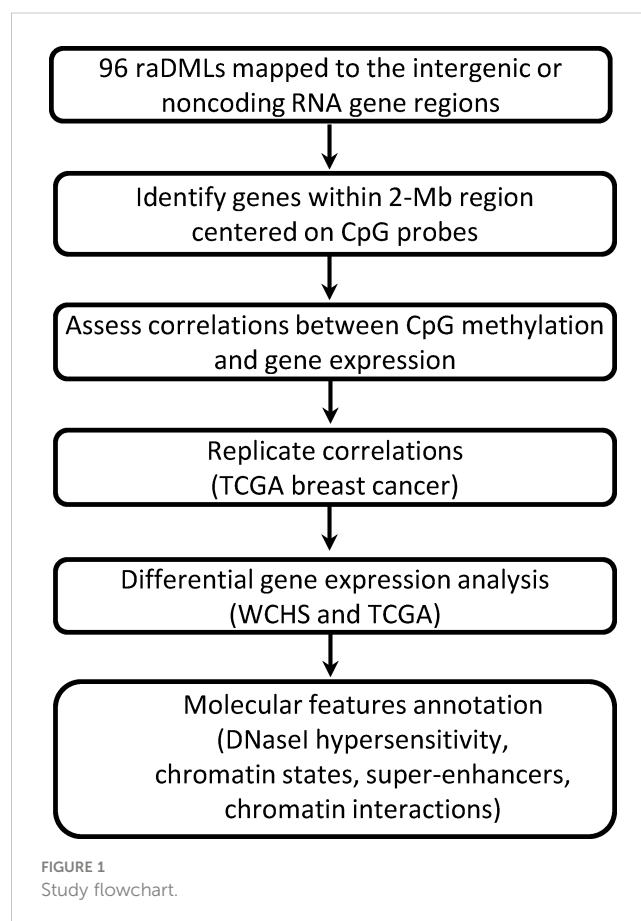 96 raDMLs mapped to the intergenic or
noncoding RNA gene regions
Identify genes within 2-Mb region
centered on CpG probes
Assess correlations between CpG methylation
and gene expression
Replicate correlations
(TCGA breast cancer)
Differential gene expression analysis
(WCHS and TCGA)
Molecular features annotation
(DNaseI hypersensitivity,
chromatin states, super-enhancers,
chromatin interactions)
FIGURE 1
Study flowchart.